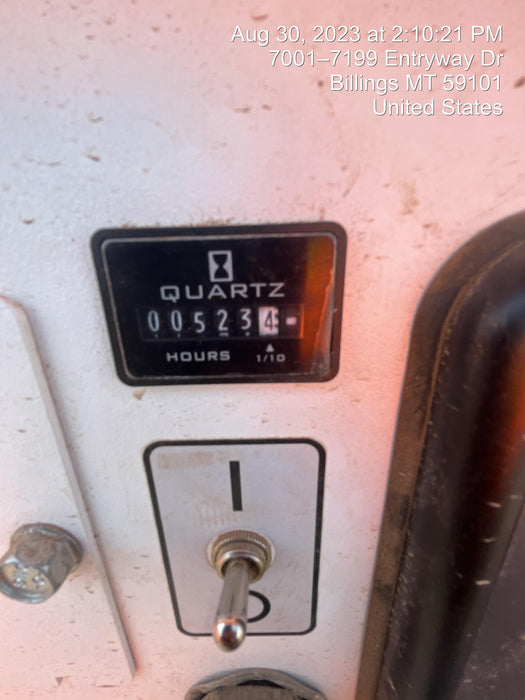 Aug 30, 2023 at 2:10:21 PM
7001–7199 Entryway Dr
Billings MT 59101
United States
QUARTZ
005234
HOURS 1/10